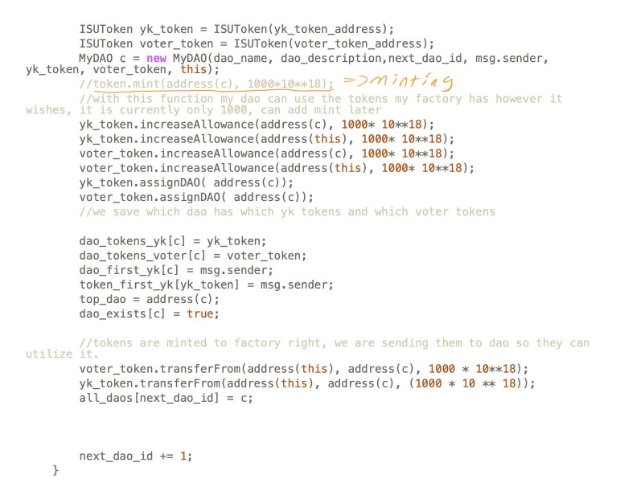 ISUToken yk_token = ISUToken(yk_token_address);
ISUToken voter_token = ISUToken(voter_token_address);
MyDAO c = new MyDAO(dao_name, dao_description,next_dao_id, msg.sender,
yk_token, voter_token, this);
//token.mint(address(c), 1000*10**18); => minting
//with this function my dao can use the tokens my factory has however it
wishes, it is currently only 1000, can add mint later
yk_token.increaseAllowance(address(c), 1000* 10**18);
yk_token.increaseAllowance(address(this), 1000* 10**18);
voter_token.increaseAllowance(address(c), 1000* 10**18);
voter_token.increaseAllowance(address(this), 1000* 10**18);
yk_token.assignDAO( address(c));
voter_token.assignDAO( address(c));
//we save which dao has which yk tokens and which voter tokens
dao_tokens_yk[c] = yk_token;
dao_tokens_voter[c] = voter_token;
dao_first_yk[c] = msg.sender;
token_first_yk[yk_token] = msg.sender;
top_dao = address(c);
dao_exists[c] = true;
//tokens are minted to factory right, we are sending them to dao so they can
utilize it.
voter_token.transferFrom(address(this), address(c), 1000 * 10**18);
yk_token.transferFrom(address(this), address(c), (1000 * 10 ** 18));
all_daos[next_dao_id] = c;
next_dao_id += 1;
}